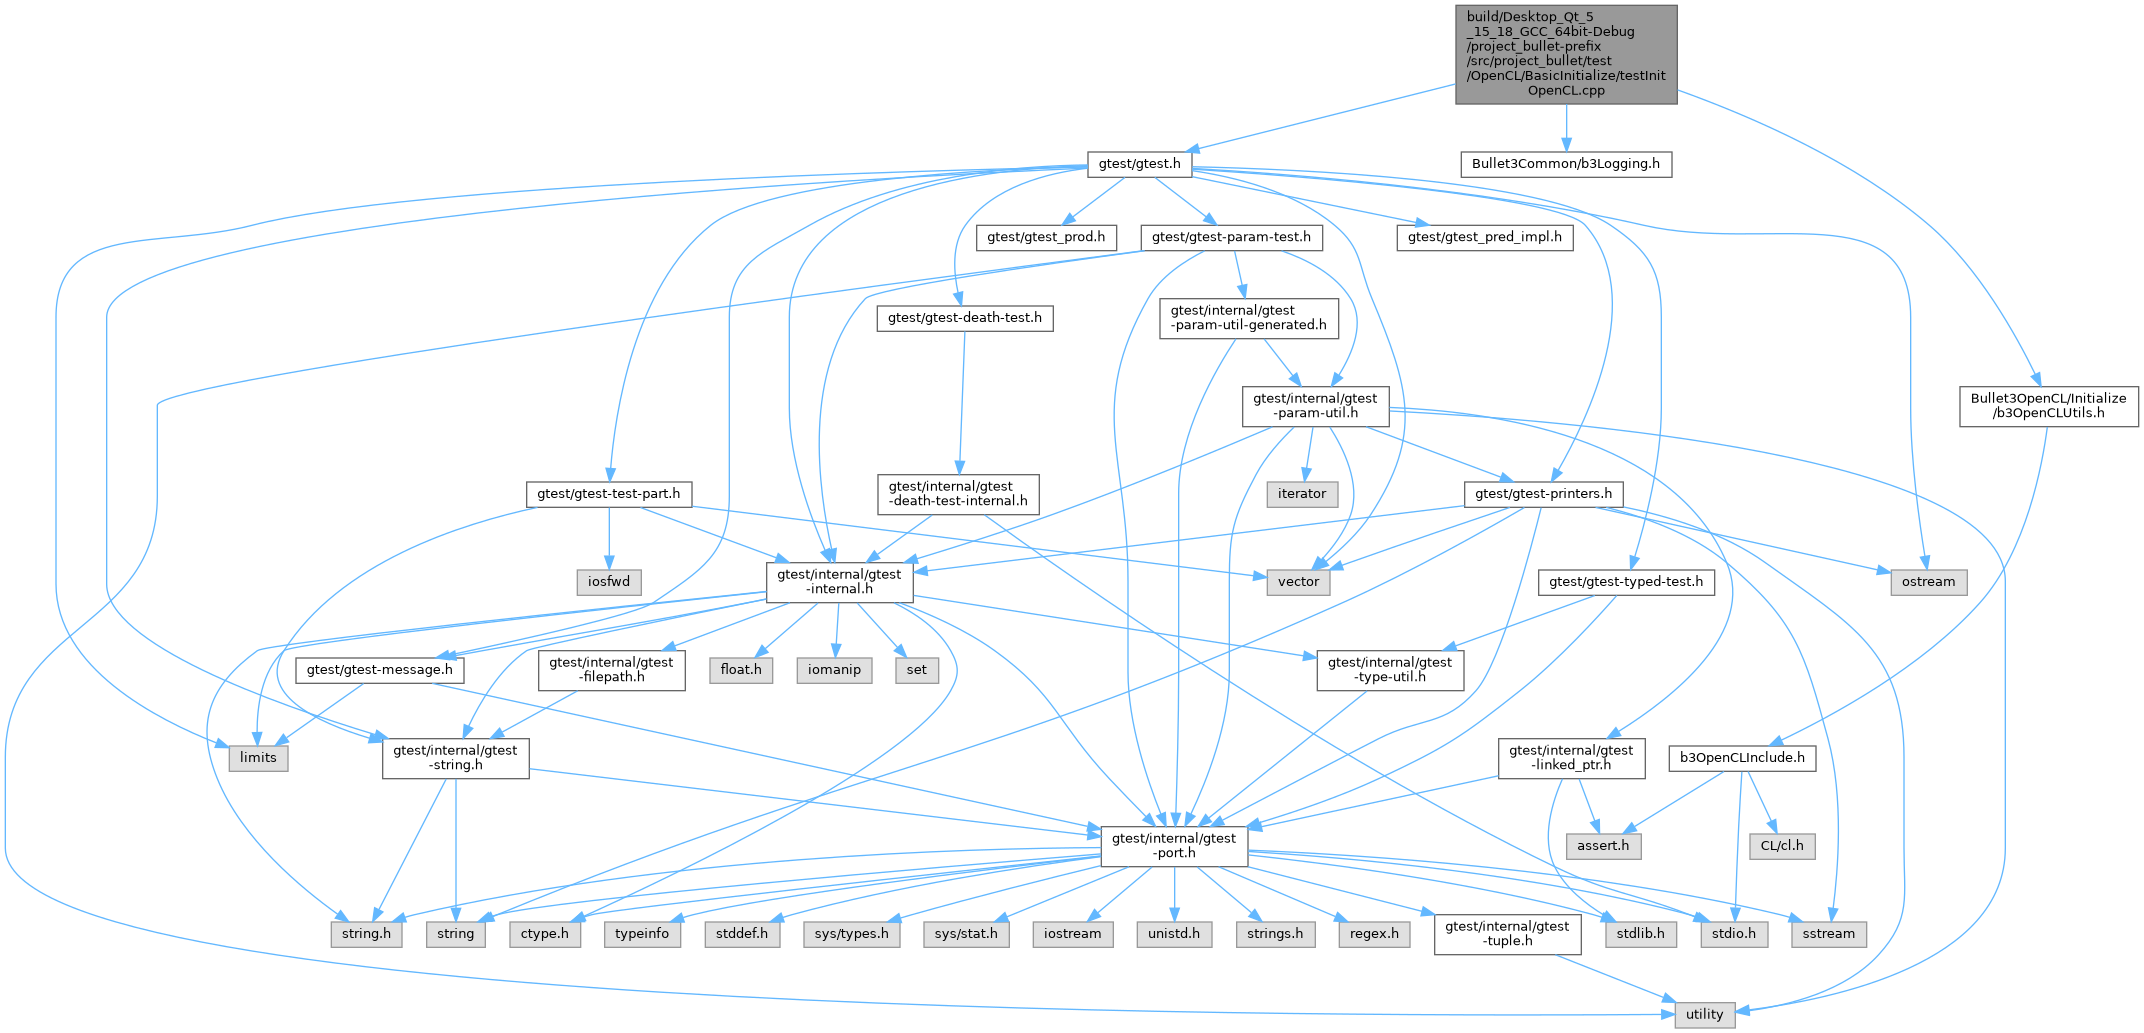 build/Desktop_Qt_5
_15_18_GCC_64bit-Debug
/project_bullet-prefix
/src/project_bullet/test
/OpenCL/BasicInitialize/testInit
OpenCL.cpp
gtest/gtest.h
Bullet3Common/b3Logging.h
gtest/gtest_prod.h
gtest/gtest-param-test.h
gtest/gtest_pred_impl.h
gtest/gtest-death-test.h
gtest/internal/gtest
-param-util-generated.h
gtest/internal/gtest
-param-util.h
Bullet3OpenCL/Initialize
/b3OpenCLUtils.h
gtest/gtest-test-part.h
gtest/internal/gtest
-death-test-internal.h
iterator
gtest/gtest-printers.h
iosfwd
gtest/internal/gtest
-internal.h
vector
gtest/gtest-typed-test.h
ostream
gtest/gtest-message.h
gtest/internal/gtest
-filepath.h
float.h
iomanip
set
gtest/internal/gtest
-type-util.h
limits
gtest/internal/gtest
-string.h
gtest/internal/gtest
-linked_ptr.h
b3OpenCLInclude.h
gtest/internal/gtest
-port.h
assert.h
CL/cl.h
string.h
string
ctype.h
typeinfo
stddef.h
sys/types.h
sys/stat.h
iostream
unistd.h
strings.h
regex.h
gtest/internal/gtest
-tuple.h
stdlib.h
stdio.h
sstream
utility